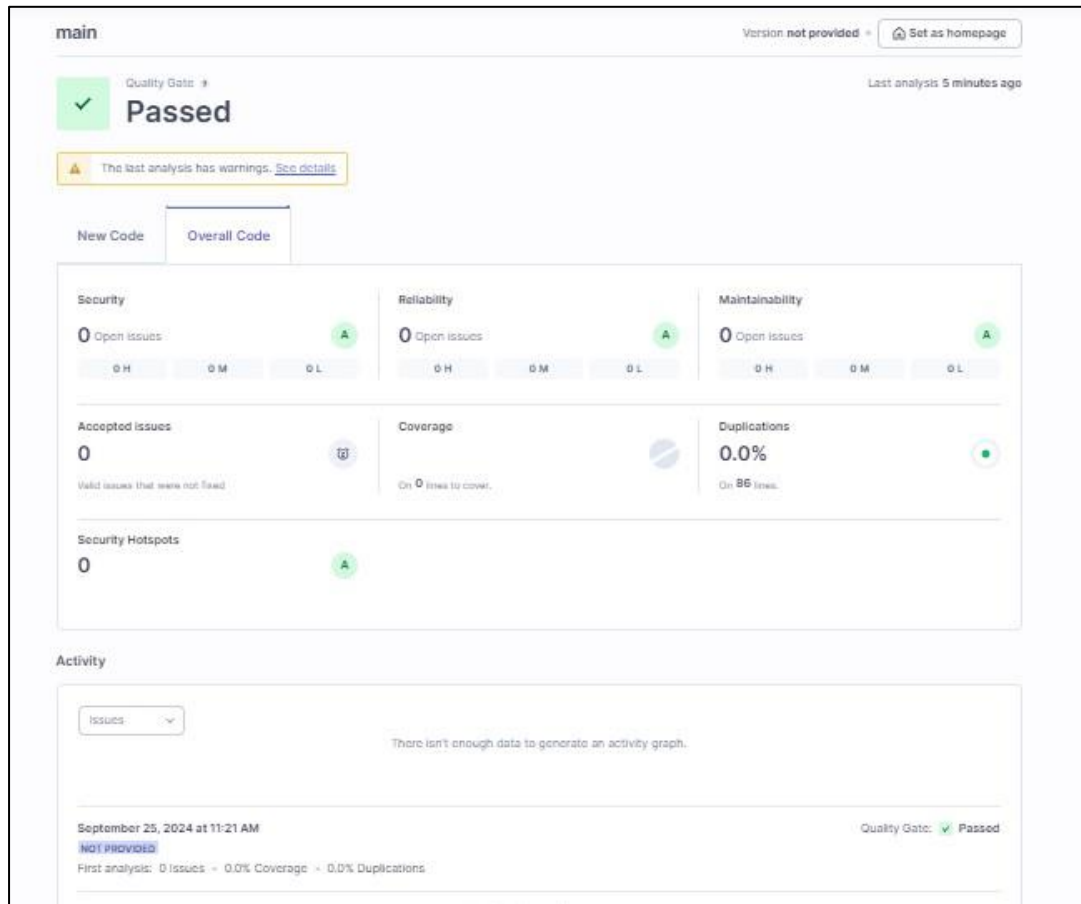 main
Version not provided
Set as homepage
Quality Gate
Last analysis 5 minutes ago
Passed
The last analysis has warnings. See details
New Code
Overall Code
Security
Reliability
Maintainability
0 Open issues
A
0 Open issues
A
0 Open issues
A
0 H
0 M
0 L
0 H
0 M
0 L
0 H
0 M
0 L
Accepted issues
Coverage
Duplications
0
0.0%
Valid issues that were not fixed
On 0 lines to cover.
On 86 lines.
Security Hotspots
0
A
Activity
Issues
There isn't enough data to generate an activity graph.
September 25, 2024 at 11:21 AM
Quality Gate: Passed
NOT PROVIDED
First analysis: 0 Issues - 0.0% Coverage - 0.0% Duplications